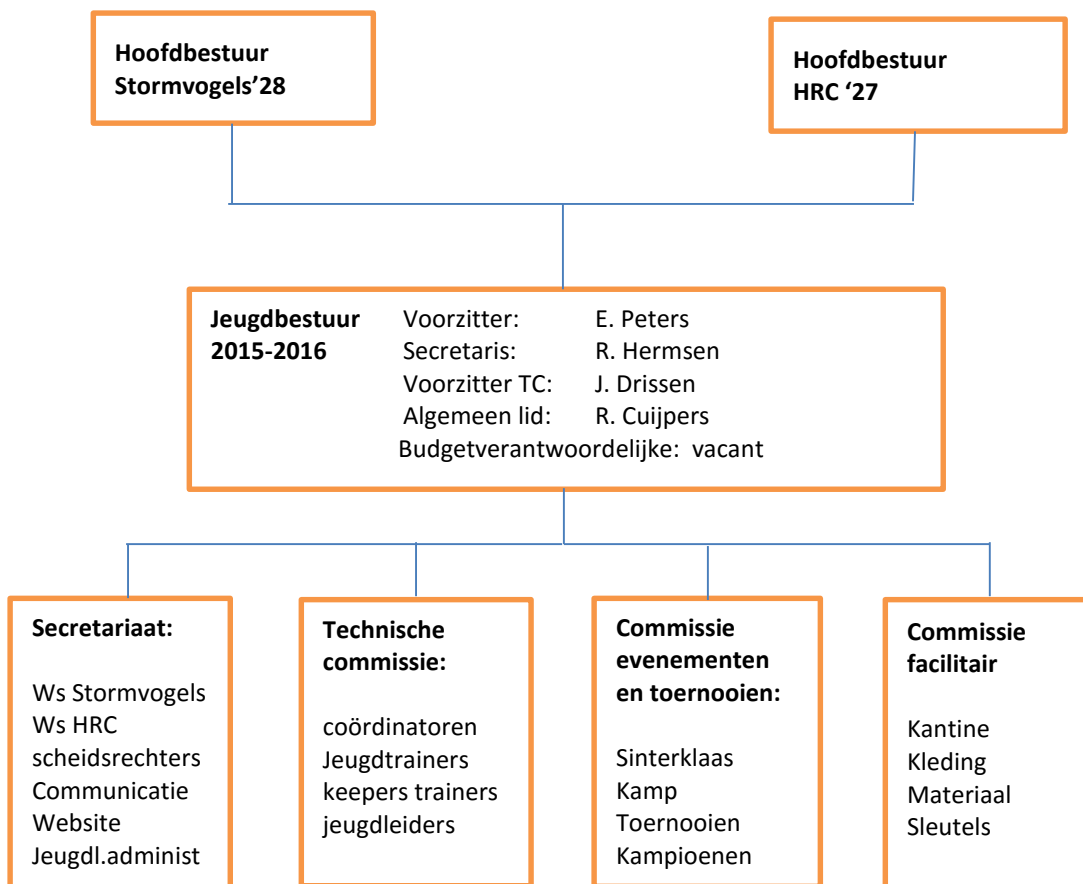 Hoofdbestuur
Stormvogels’28
Hoofdbestuur
HRC ‘27
Jeugdbestuur
2015-2016
Voorzitter: E. Peters
Secretaris: R. Hermsen
Voorzitter TC: J. Drissen
Algemeen lid: R. Cuijpers
Budgetverantwoordelijke: vacant
Secretariaat:
Ws Stormvogels
Ws HRC
scheidsrechters
Communicatie
Website
Jeugdl.administ
Technische
commissie:
coördinatoren
Jeugdtrainers
keepers trainers
jeugdleiders
Commissie
evenementen
en toernooien:
Sinterklaas
Kamp
Toernooien
Kampioenen
Commissie
facilitair
Kantine
Kleding
Materiaal
Sleutels